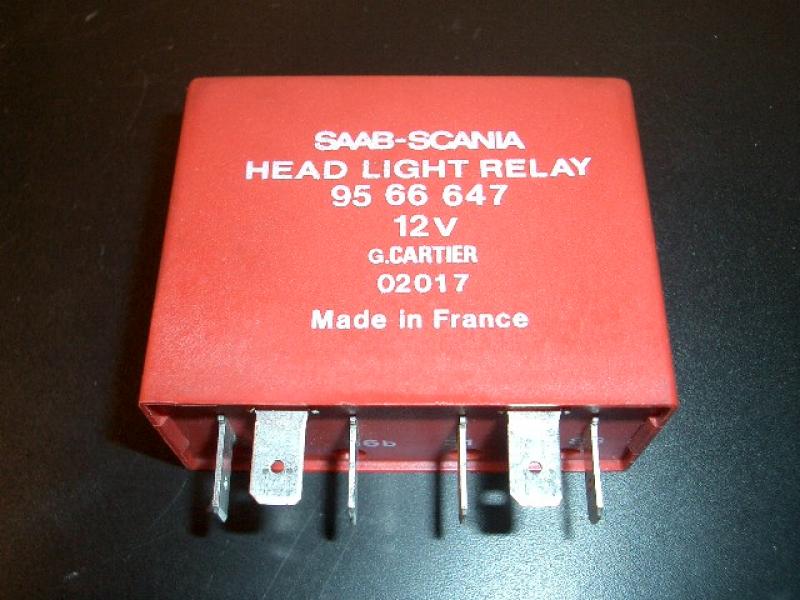 SAAB-SCANIA
HEAD LIGHT RELAY
95 66 647
12V
G.CARTIER
02017
Made in France